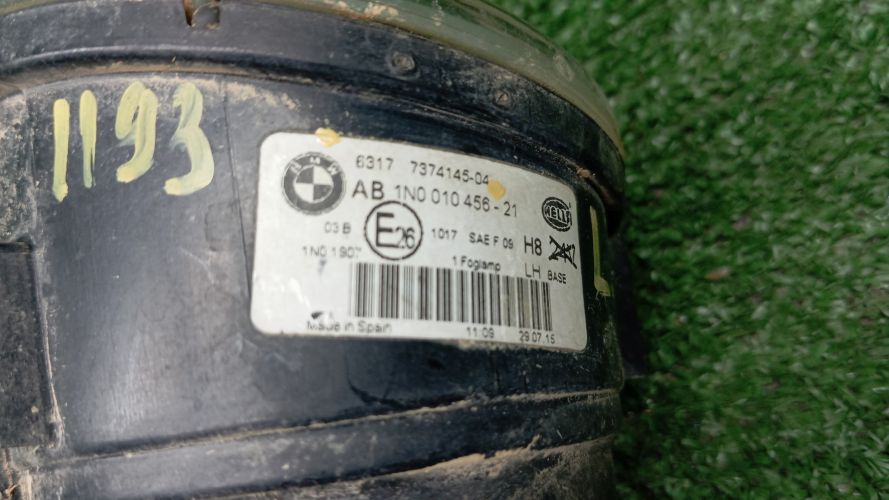 1193
BMW
6317 7374145-04
AB 1N0 010 456-21
HELLA
03 B E26 1017 SAE F 09 H8
1N0 1907
1 Foglamp LH BASE
Made in Spain 11:09 29.07.15
L